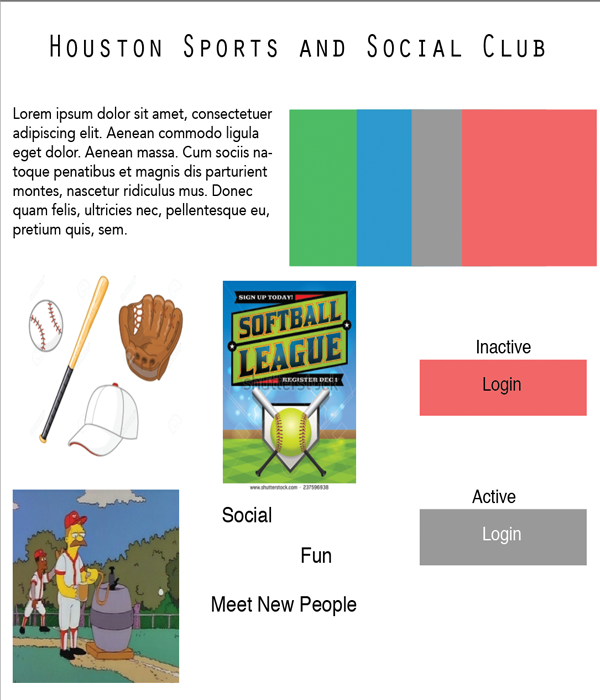 Houston Sports and Social Club
Lorem ipsum dolor sit amet, consectetuer
adipiscing elit. Aenean commodo ligula
eget dolor. Aenean massa. Cum sociis na-
toque penatibus et magnis dis parturient
montes, nascetur ridiculus mus. Donec
quam felis, ultricies nec, pellentesque eu,
pretium quis, sem.
SIGN UP TODAY!
SOFTBALL
LEAGUE
REGISTER DEC 1
shutterstock
www.shutterstock.com · 237596938
Inactive
Login
Active
Login
Social
Fun
Meet New People